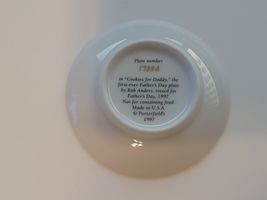 Plate number
in "Cookies for Daddy," the
first-ever Father's Day plate
by Rob Anders, issued for
Father's Day, 1997.
Not for containing food.
Made in U.S.A.
© Porterfield's
1997